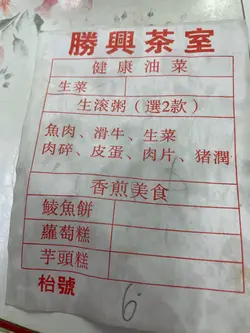 勝興茶室
健康油菜
生菜
生滾粥(選2款)
魚肉、滑牛、生菜
肉碎、皮蛋、肉片、猪潤
香煎美食
鯪魚餅
蘿蔔糕
芋頭糕
枱號 6